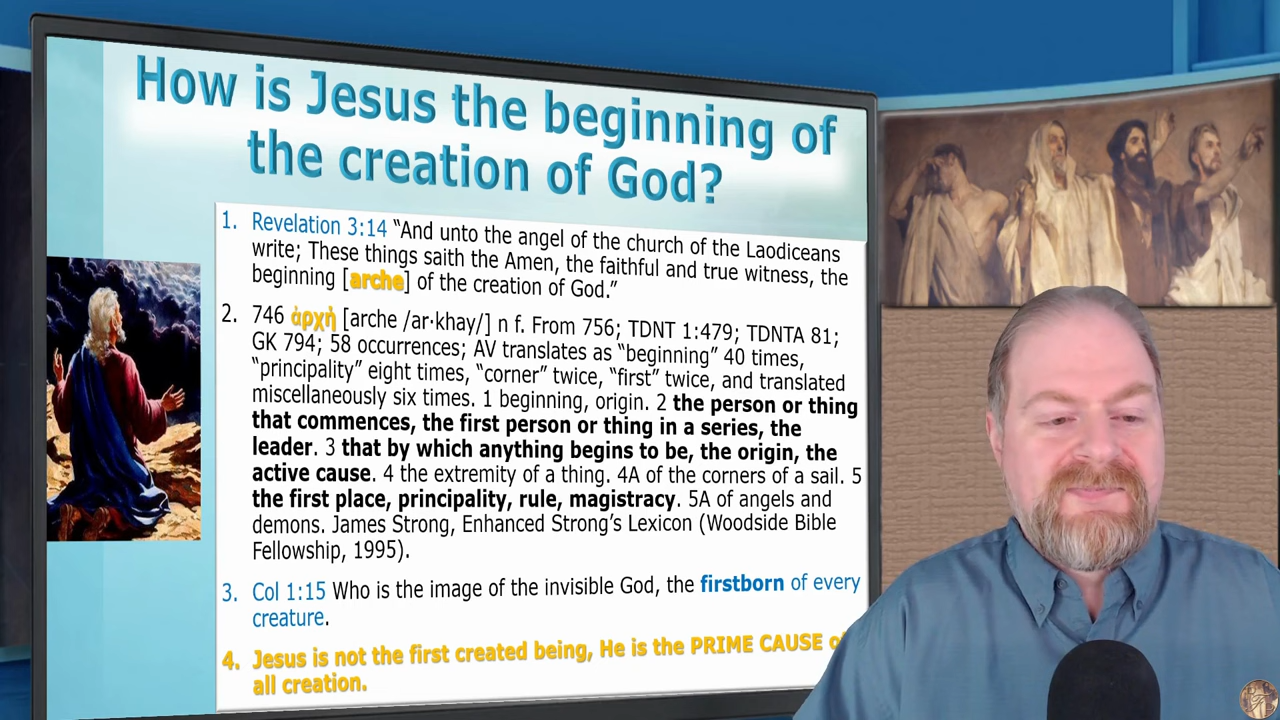 How is Jesus the beginning of
the creation of God?
1. Revelation 3:14 “And unto the angel of the church of the Laodiceans
write; These things saith the Amen, the faithful and true witness, the
beginning [arche] of the creation of God.”
2. 746 ἀρχή [arche /ar·khay/] n f. From 756; TDNT 1:479; TDNTA 81;
GK 794; 58 occurrences; AV translates as “beginning” 40 times,
“principality” eight times, “corner” twice, “first” twice, and translated
miscellaneously six times. 1 beginning, origin. 2 the person or thing
that commences, the first person or thing in a series, the
leader. 3 that by which anything begins to be, the origin, the
active cause. 4 the extremity of a thing. 4A of the corners of a sail. 5
the first place, principality, rule, magistracy. 5A of angels and
demons. James Strong, Enhanced Strong’s Lexicon (Woodside Bible
Fellowship, 1995).
3. Col 1:15 Who is the image of the invisible God, the firstborn of every
creature.
4. Jesus is not the first created being, He is the PRIME CAUSE
all creation.